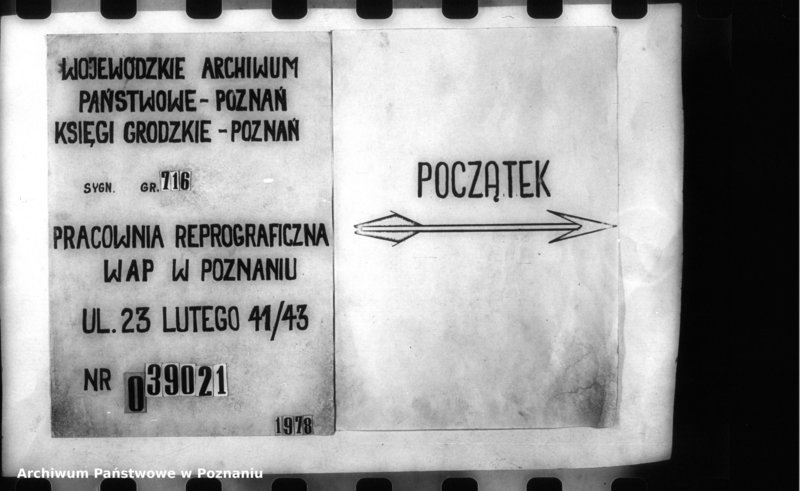 WOJEWÓDZKIE ARCHIWUM
PAŃSTWOWE - POZNAŃ
KSIĘGI GRODZKIE - POZNAŃ
SYGN. GR. 716
PRACOWNIA REPROGRAFICZNA
WAP W POZNANIU
UL. 23 LUTEGO 41/43
NR 039021
1978
POCZĄTEK
Archiwum Państwowe w Poznaniu